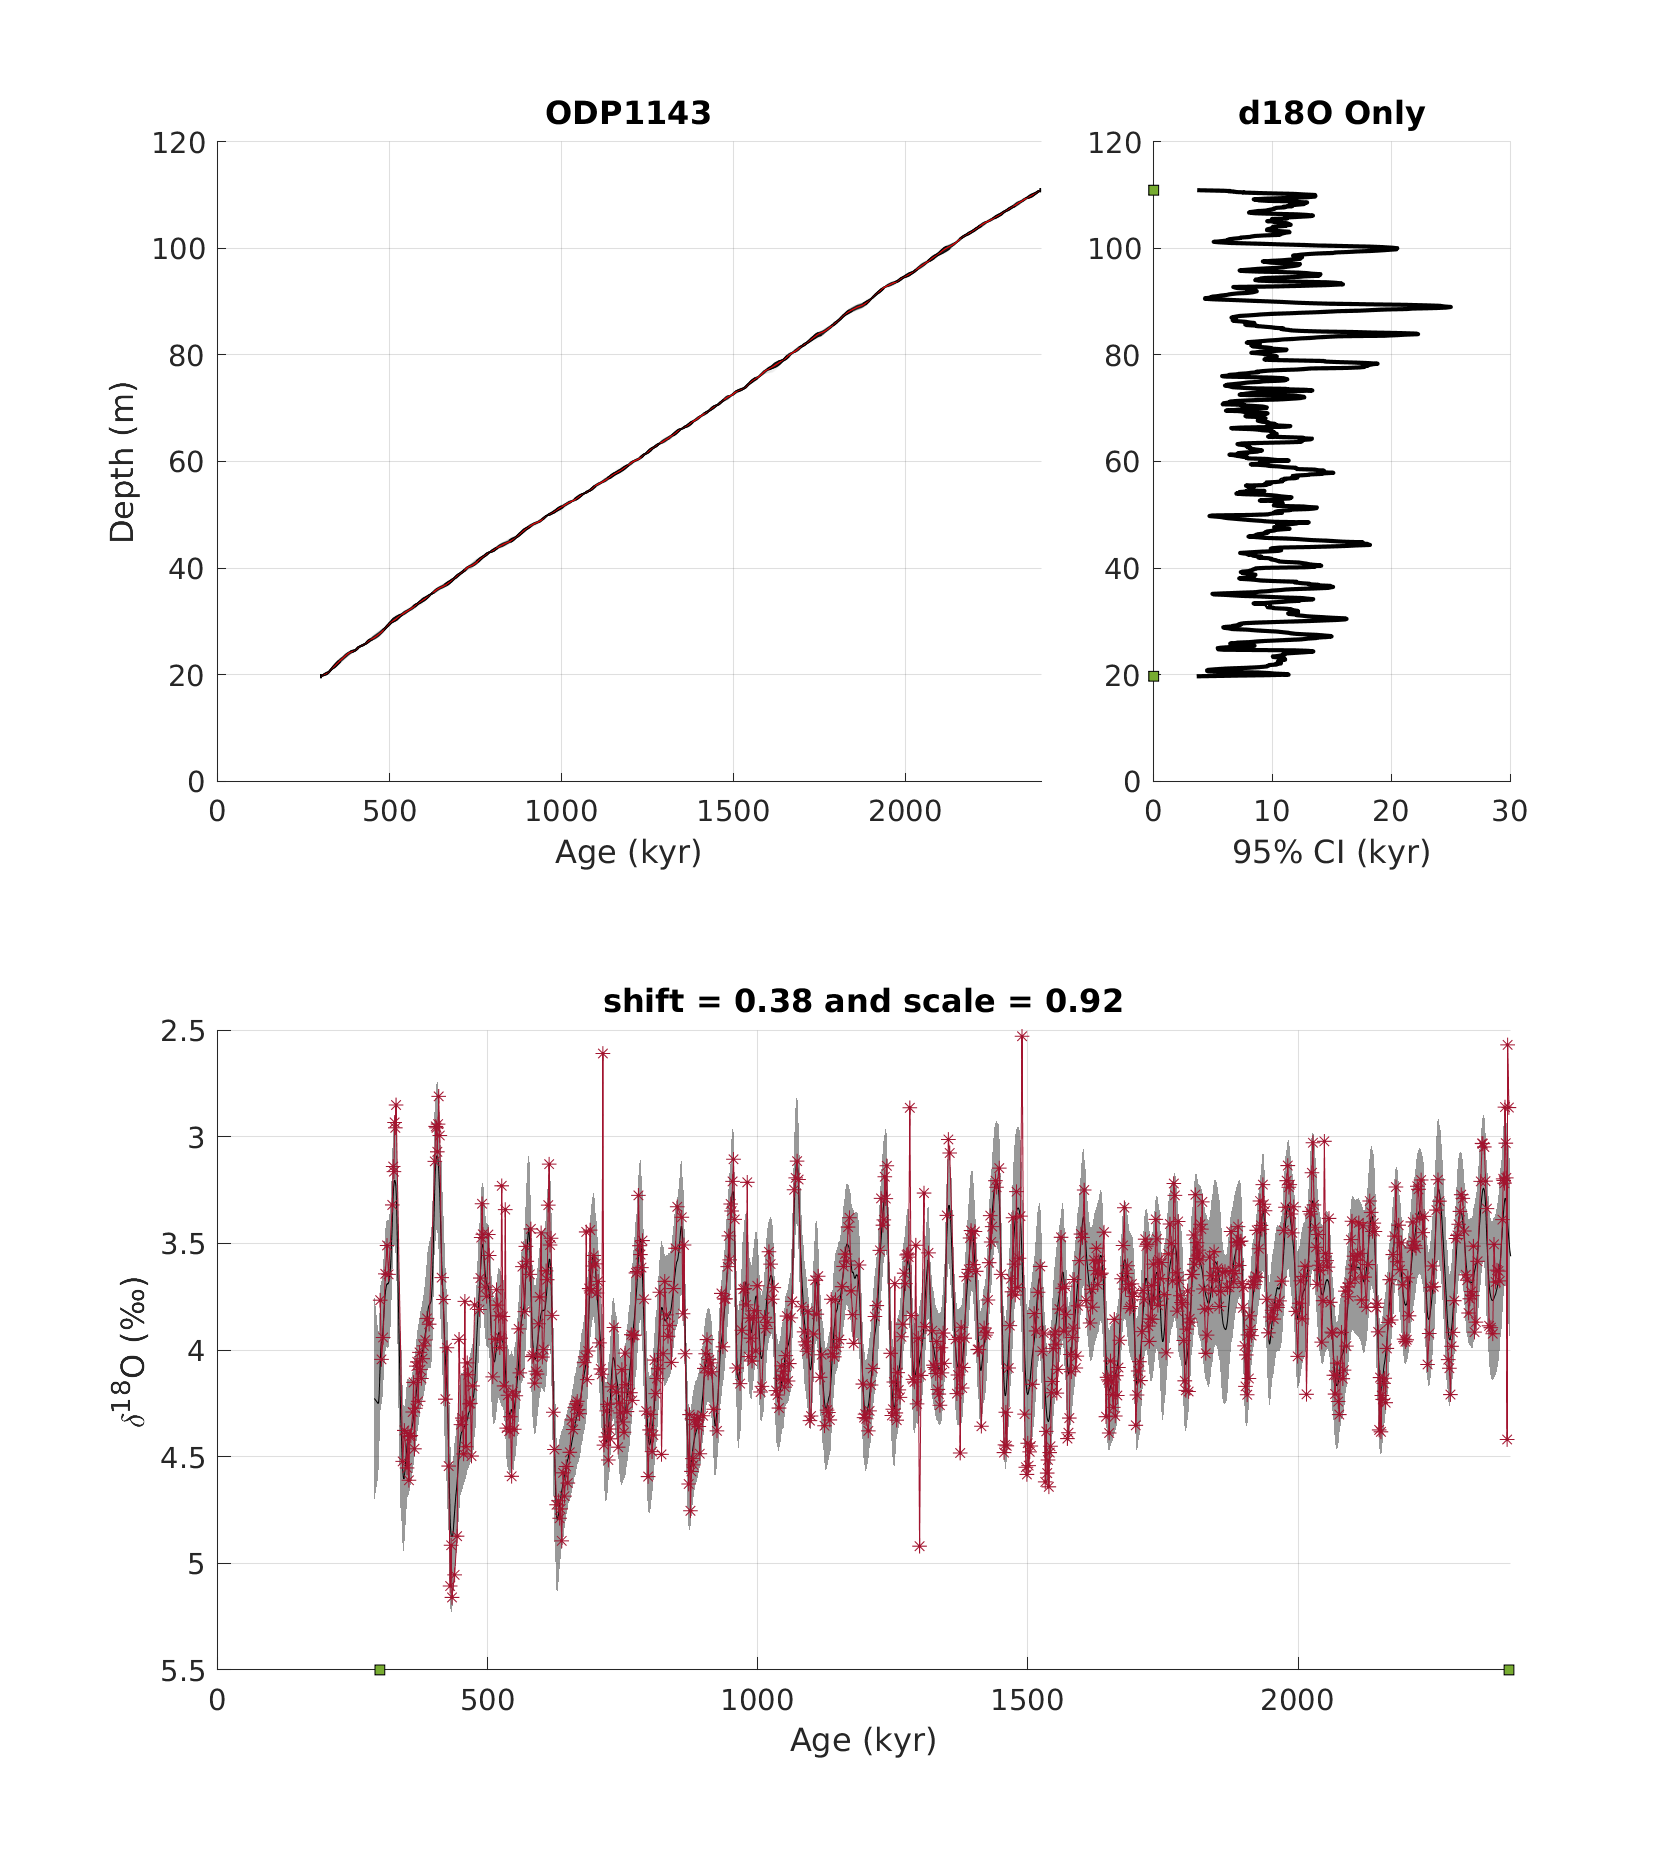 ODP1143
d18O Only
120
100
80
60
40
20
0
Depth (m)
0 500 1000 1500 2000
Age (kyr)
120
100
80
60
40
20
0
0 10 20 30
95% CI (kyr)
shift = 0.38 and scale = 0.92
2.5
3
3.5
4
4.5
5
5.5
δ18O (‰)
0 500 1000 1500 2000
Age (kyr)